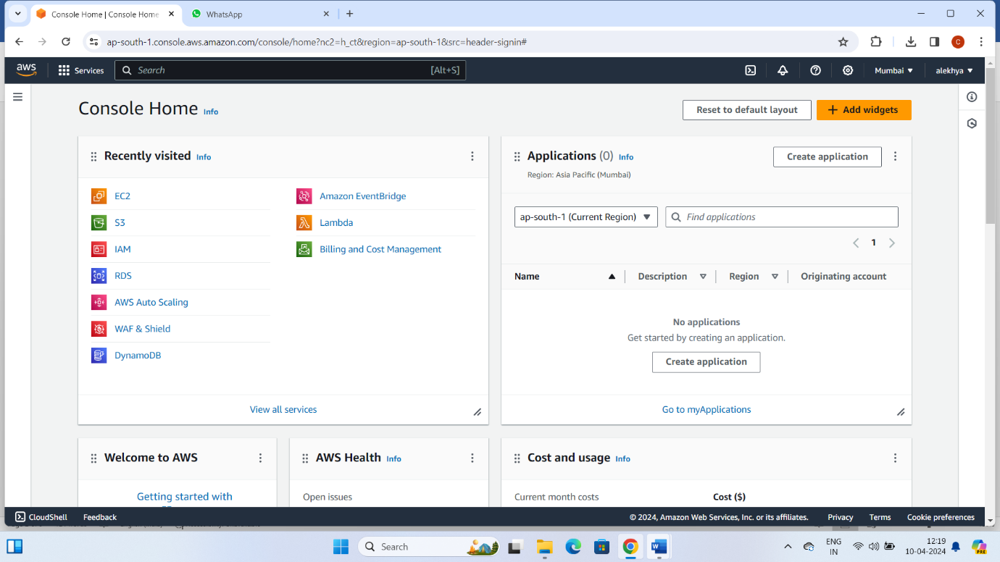 Console Home | Console Home
WhatsApp
ap-south-1.console.aws.amazon.com/console/home?nc2=h_ct&region=ap-south-1&src=header-signin#
C
aws
Services
Search
[Alt+S]
Mumbai
alekhya
Console Home Info
Reset to default layout
Add widgets
Recently visited Info
EC2
S3
IAM
RDS
AWS Auto Scaling
WAF & Shield
DynamoDB
Amazon EventBridge
Lambda
Billing and Cost Management
View all services
Applications (0) Info
Region: Asia Pacific (Mumbai)
Create application
ap-south-1 (Current Region)
Find applications
1
Name
Description
Region
Originating account
No applications
Get started by creating an application.
Create application
Go to myApplications
Welcome to AWS
Getting started with
AWS Health Info
Open issues
Cost and usage Info
Current month costs
Cost ($)
CloudShell
Feedback
© 2024, Amazon Web Services, Inc. or its affiliates.
Privacy
Terms
Cookie preferences
Search
ENG
IN
12:19
10-04-2024
PRE